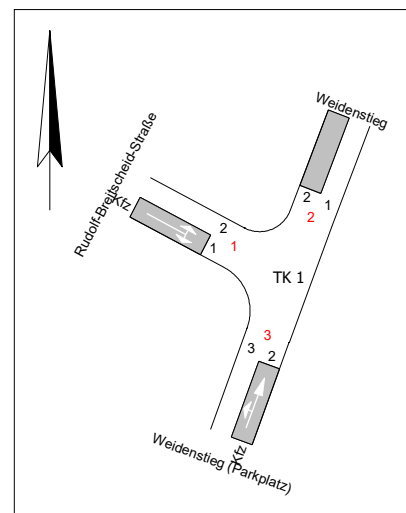 Weidenstieg
Rudolf-Breitscheid-Straße
Kfz
2
1
2
2
1
1
TK 1
3
3
2
Kfz
Weidenstieg (Parkplatz)